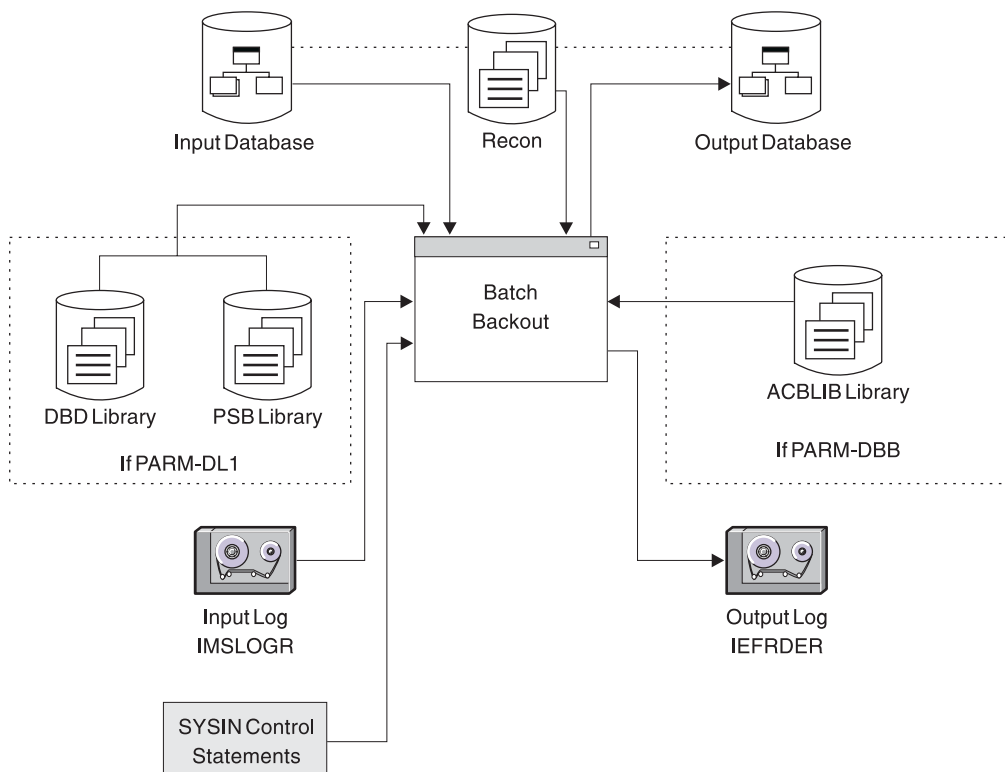 Input Database
Recon
Output Database
Batch
Backout
DBD Library
PSB Library
If PARM-DL1
ACBLIB Library
If PARM-DBB
Input Log
IMSLOGR
Output Log
IEFRDER
SYSIN Control
Statements